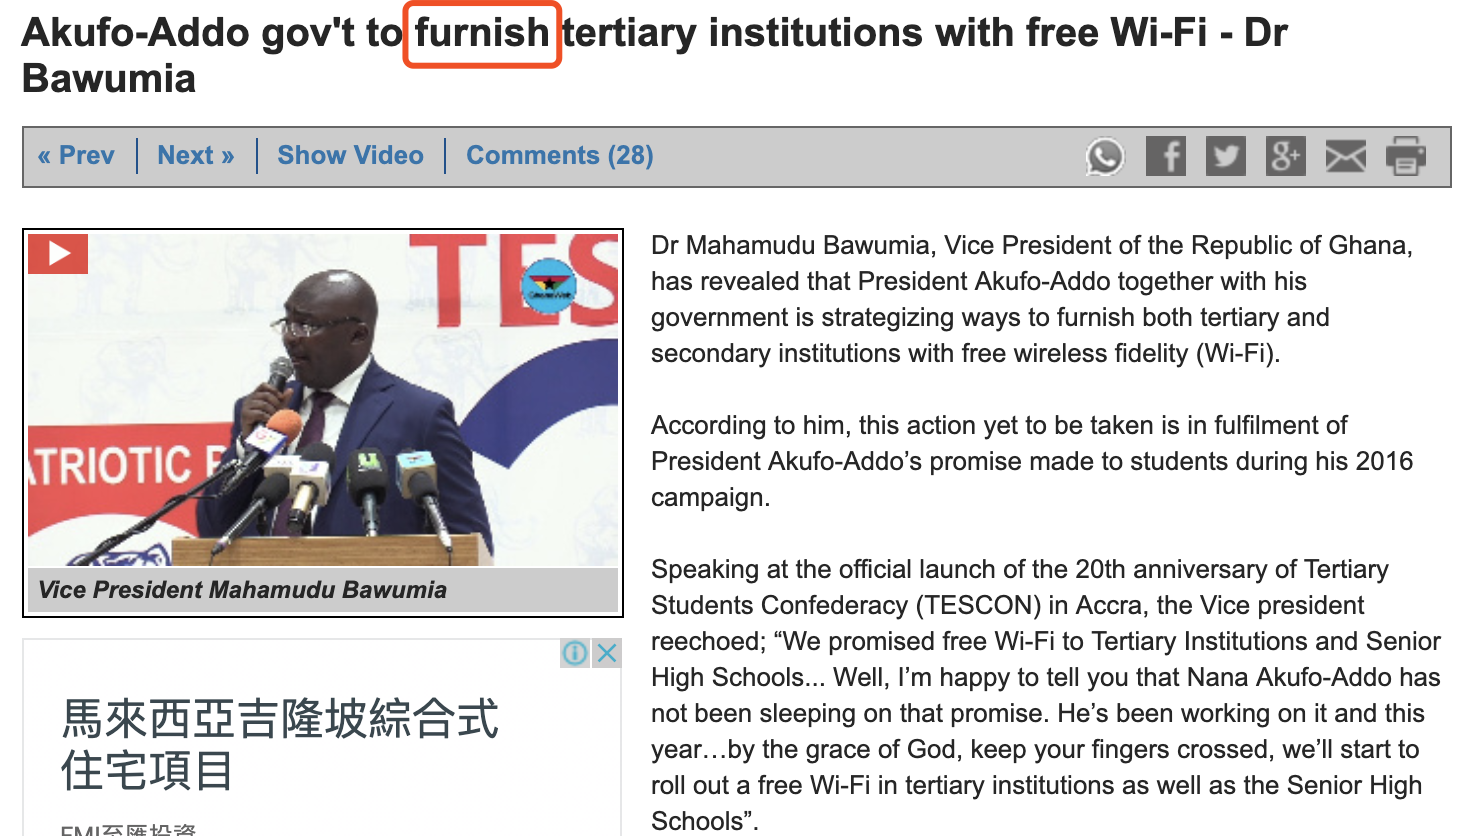 Akufo-Addo gov't to furnish tertiary institutions with free Wi-Fi - Dr
Bawumia
« Prev
Next »
Show Video
Comments (28)
TES
GhanaWeb
ATRIOTIC
Vice President Mahamudu Bawumia
Dr Mahamudu Bawumia, Vice President of the Republic of Ghana,
has revealed that President Akufo-Addo together with his
government is strategizing ways to furnish both tertiary and
secondary institutions with free wireless fidelity (Wi-Fi).
According to him, this action yet to be taken is in fulfilment of
President Akufo-Addo’s promise made to students during his 2016
campaign.
Speaking at the official launch of the 20th anniversary of Tertiary
Students Confederacy (TESCON) in Accra, the Vice president
reechoed; “We promised free Wi-Fi to Tertiary Institutions and Senior
High Schools... Well, I’m happy to tell you that Nana Akufo-Addo has
not been sleeping on that promise. He’s been working on it and this
year…by the grace of God, keep your fingers crossed, we’ll start to
roll out a free Wi-Fi in tertiary institutions as well as the Senior High
Schools”.
馬來西亞吉隆坡綜合式
住宅項目
EMI至匯投資